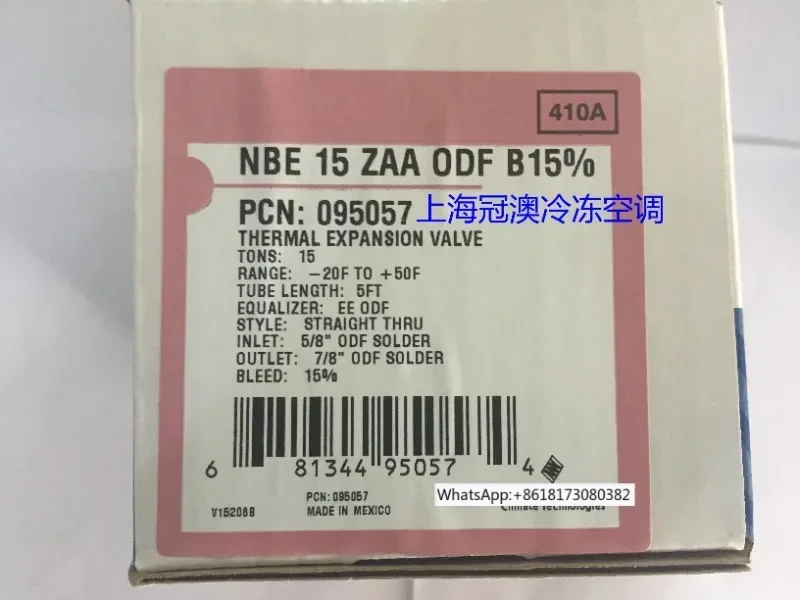 410A
NBE 15 ZAA ODF B15%
PCN: 095057 上海冠澳冷冻空调
THERMAL EXPANSION VALVE
TONS: 15
RANGE: −20F TO +50F
TUBE LENGTH: 5FT
EQUALIZER: EE ODF
STYLE: STRAIGHT THRU
INLET: 5/8" ODF SOLDER
OUTLET: 7/8" ODF SOLDER
BLEED: 15%
6 81344 95057 4
WhatsApp:+8618173080382
PCN: 095057
V15206B MADE IN MEXICO Climate Technologies